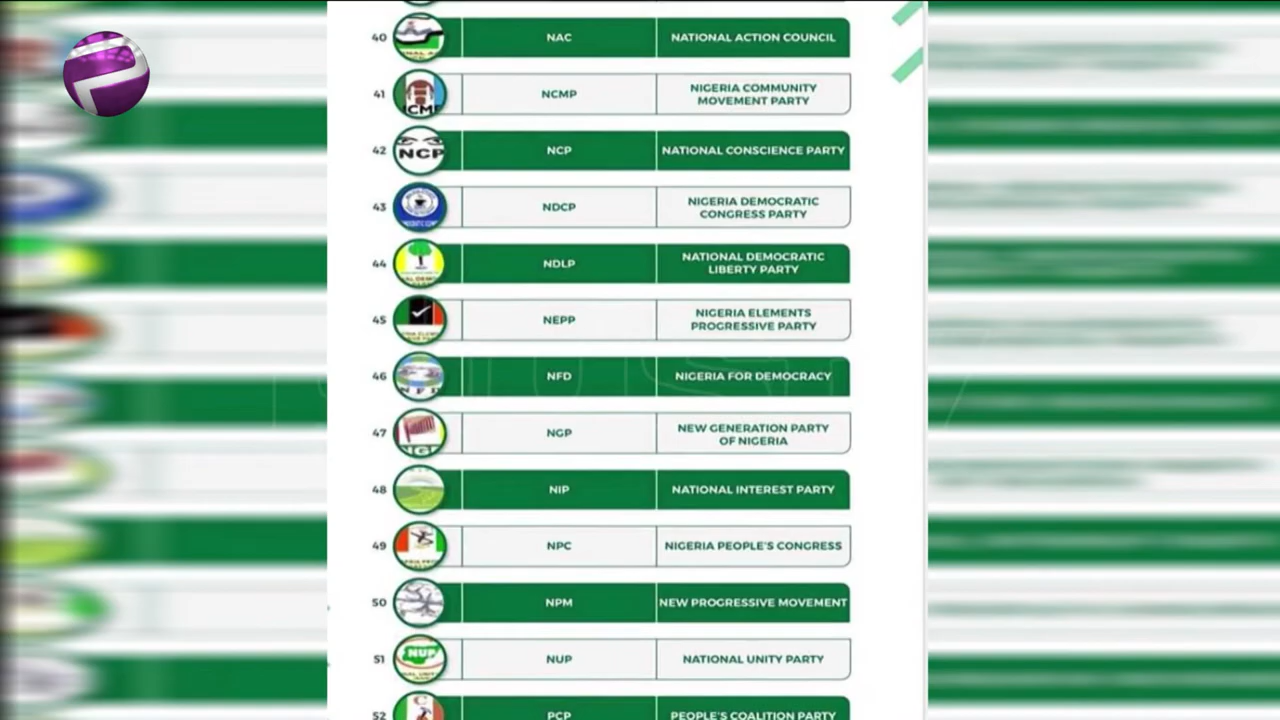 40 NAC NATIONAL ACTION COUNCIL
41 NCMP NIGERIA COMMUNITY
MOVEMENT PARTY
42 NCP NCP NATIONAL CONSCIENCE PARTY
43 NDCP NIGERIA DEMOCRATIC
CONGRESS PARTY
44 NDLP NATIONAL DEMOCRATIC
LIBERTY PARTY
45 NEPP NIGERIA ELEMENTS
PROGRESSIVE PARTY
46 NFD NFD NIGERIA FOR DEMOCRACY
47 NGP NEW GENERATION PARTY
OF NIGERIA
48 NIP NATIONAL INTEREST PARTY
49 NPC NIGERIA PEOPLE'S CONGRESS
50 NPM NEW PROGRESSIVE MOVEMENT
51 NUP NUP NATIONAL UNITY PARTY
52 PCP PEOPLE'S COALITION PARTY